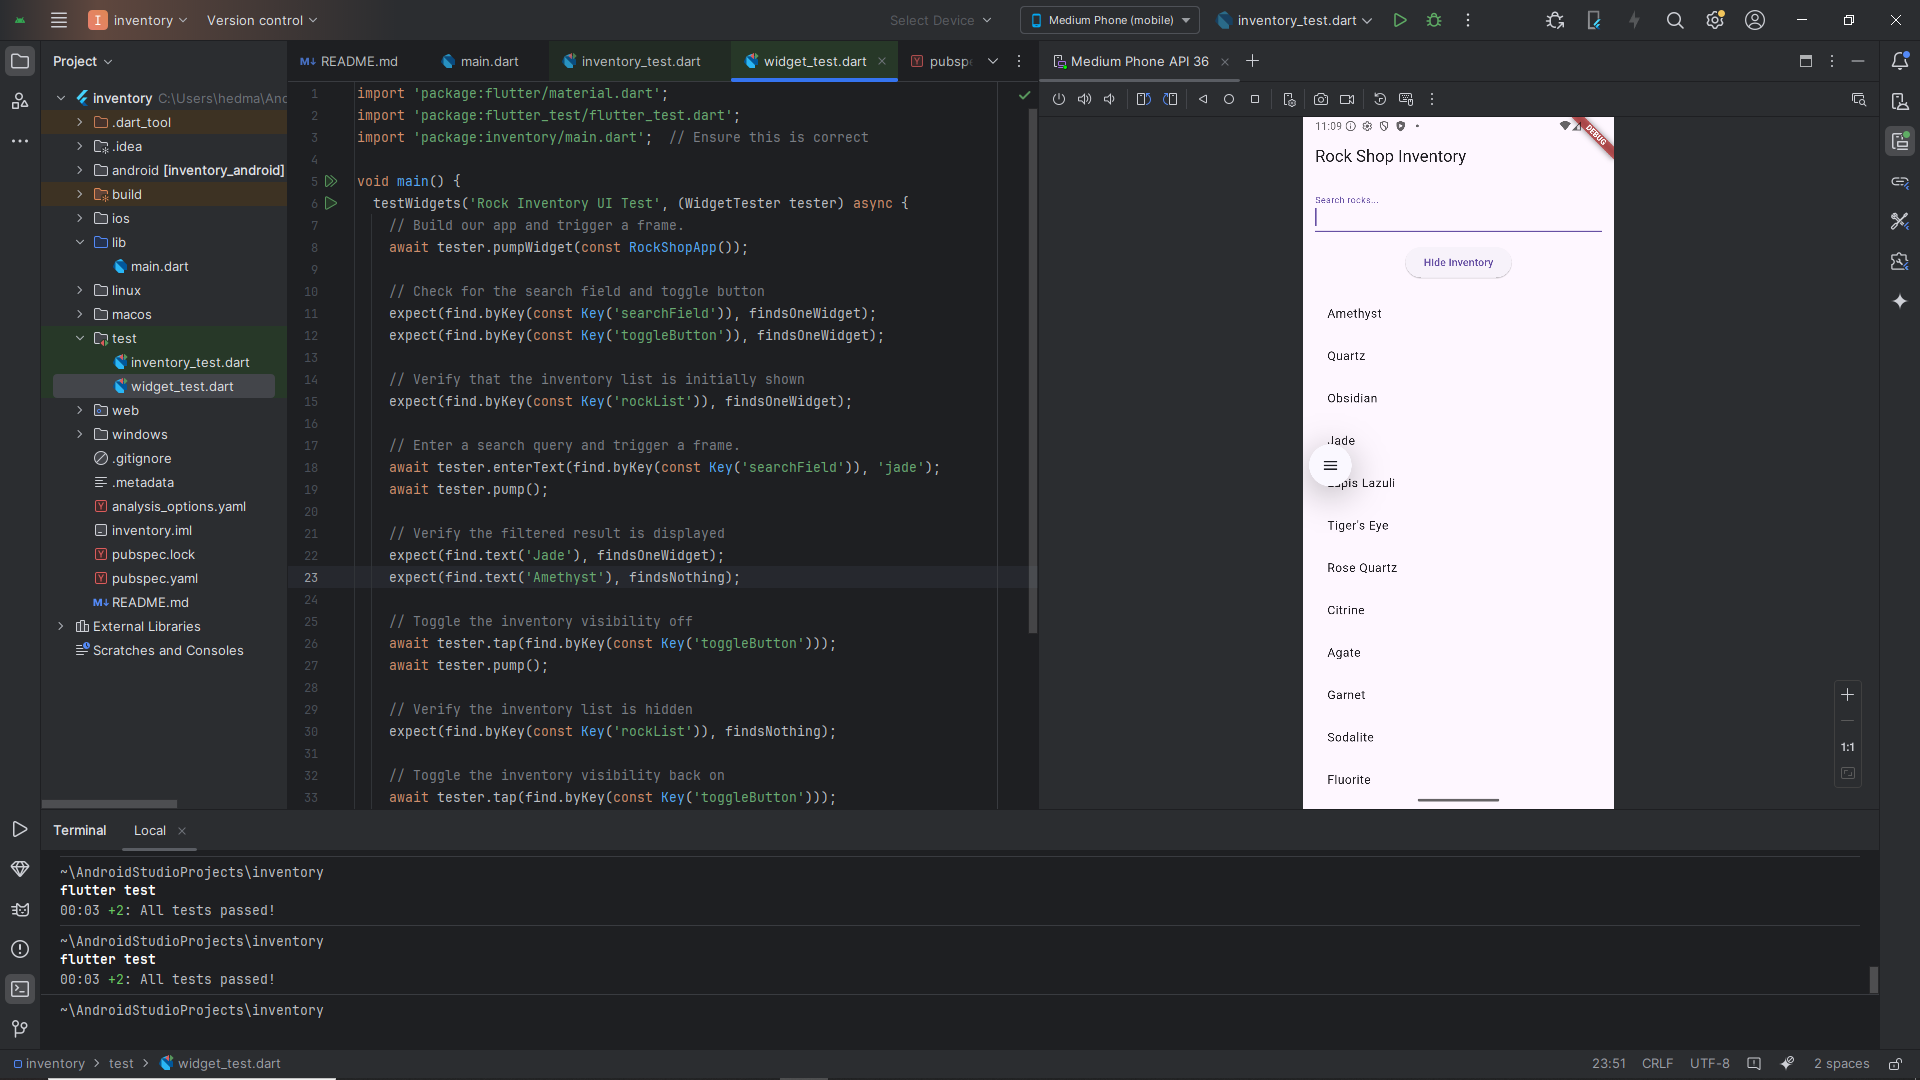 I inventory Version control Select Device Medium Phone (mobile) inventory_test.dart
Project
inventory C:\Users\hedma\Anc
.dart_tool
.idea
android [inventory_android]
build
ios
lib
main.dart
linux
macos
test
inventory_test.dart
widget_test.dart
web
windows
.gitignore
.metadata
analysis_options.yaml
inventory.iml
pubspec.lock
pubspec.yaml
README.md
External Libraries
Scratches and Consoles
README.md main.dart inventory_test.dart widget_test.dart pubsp
1 import 'package:flutter/material.dart';
2 import 'package:flutter_test/flutter_test.dart';
3 import 'package:inventory/main.dart';  // Ensure this is correct
4
5 void main() {
6 testWidgets('Rock Inventory UI Test', (WidgetTester tester) async {
7 // Build our app and trigger a frame.
8 await tester.pumpWidget(const RockShopApp());
9
10 // Check for the search field and toggle button
11 expect(find.byKey(const Key('searchField')), findsOneWidget);
12 expect(find.byKey(const Key('toggleButton')), findsOneWidget);
13
14 // Verify that the inventory list is initially shown
15 expect(find.byKey(const Key('rockList')), findsOneWidget);
16
17 // Enter a search query and trigger a frame.
18 await tester.enterText(find.byKey(const Key('searchField')), 'jade');
19 await tester.pump();
20
21 // Verify the filtered result is displayed
22 expect(find.text('Jade'), findsOneWidget);
23 expect(find.text('Amethyst'), findsNothing);
24
25 // Toggle the inventory visibility off
26 await tester.tap(find.byKey(const Key('toggleButton')));
27 await tester.pump();
28
29 // Verify the inventory list is hidden
30 expect(find.byKey(const Key('rockList')), findsNothing);
31
32 // Toggle the inventory visibility back on
33 await tester.tap(find.byKey(const Key('toggleButton')));
Medium Phone API 36
11:09
DEBUG
Rock Shop Inventory
Search rocks...
Hide Inventory
Amethyst
Quartz
Obsidian
Jade
Lapis Lazuli
Tiger's Eye
Rose Quartz
Citrine
Agate
Garnet
Sodalite
Fluorite
1:1
Terminal Local
~\AndroidStudioProjects\inventory
flutter test
00:03 +2: All tests passed!
~\AndroidStudioProjects\inventory
flutter test
00:03 +2: All tests passed!
~\AndroidStudioProjects\inventory
inventory > test > widget_test.dart 23:51 CRLF UTF-8 2 spaces